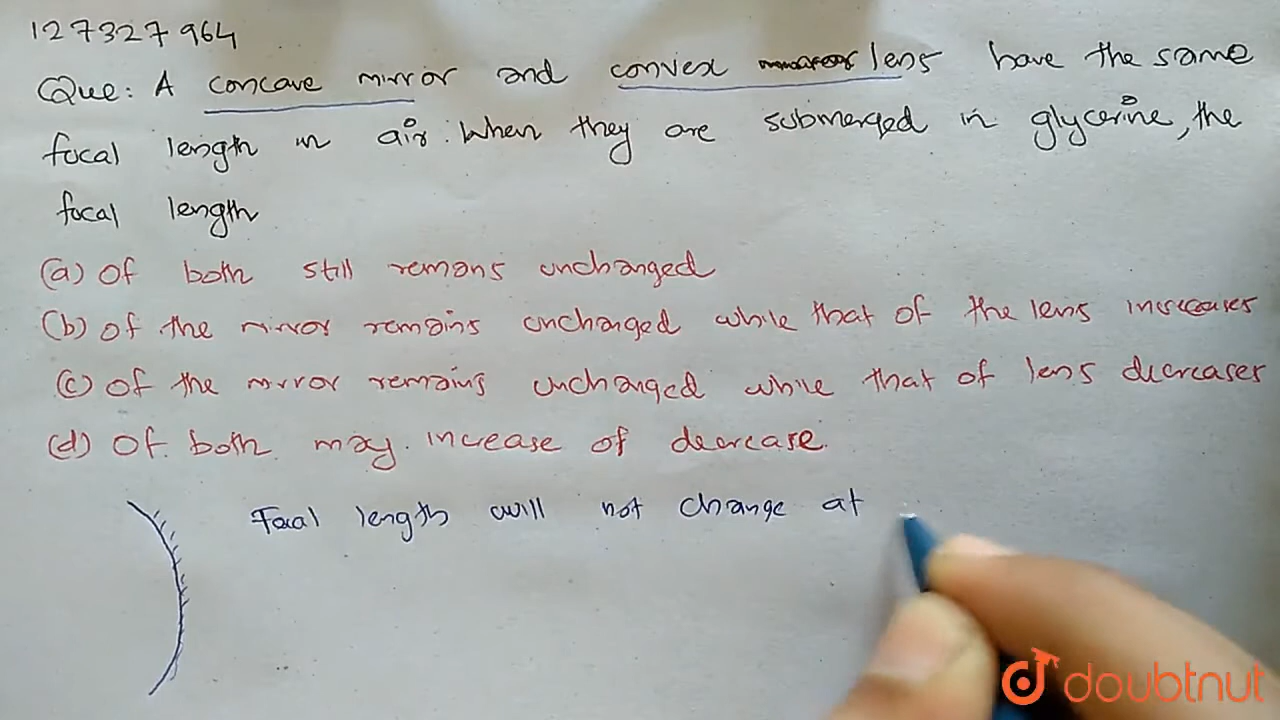 127327964
Que: A concave mirror and convex lens have the same
focal length in air. When they are submerged in glycerine, the
focal length
(a) Of both still remans unchanged
(b) of the mirror remains unchanged while that of the lens increases
(c) of the mirror remains unchanged while that of lens decreases
(d) Of both may. increase of decrease.
Focal length will not change at
doubtnut